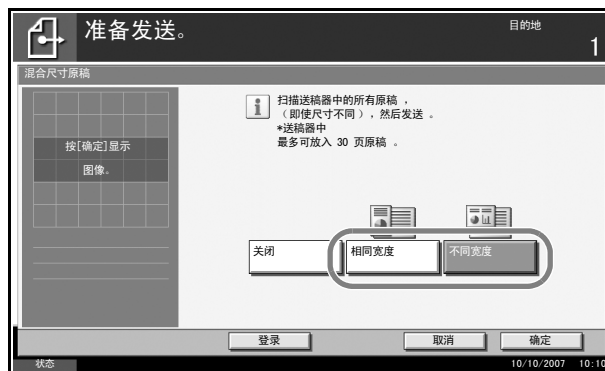 准备发送。
目的地
1
混合尺寸原稿
按[确定]显示
图像。
扫描送稿器中的所有原稿 ，
（即使尺寸不同），然后发送 。
*送稿器中
最多可放入 30 页原稿 。
关闭
相同宽度
不同宽度
登录
取消
确定
状态
10/10/2007 10:10